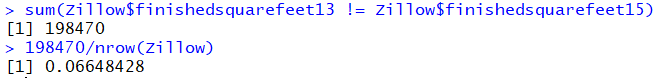 > sum(Zillow$finishedsquarefeet13 != Zillow$finishedsquarefeet15)
[1] 198470
> 198470/nrow(Zillow)
[1] 0.06648428